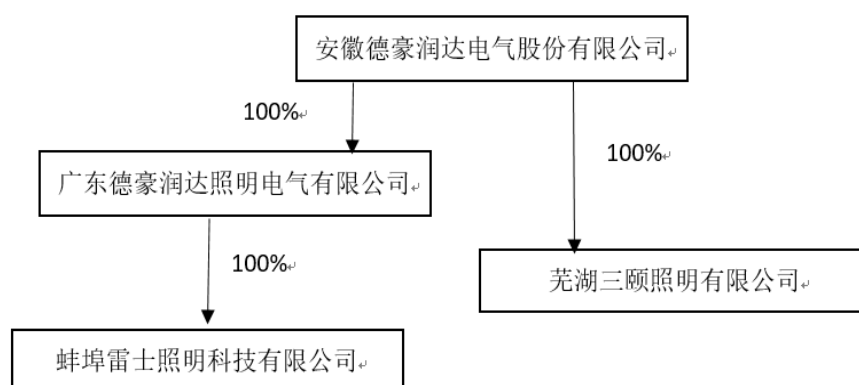 安徽德豪润达电气股份有限公司
100%
100%
广东德豪润达照明电气有限公司
100%
芜湖三颐照明有限公司
蚌埠雷士照明科技有限公司